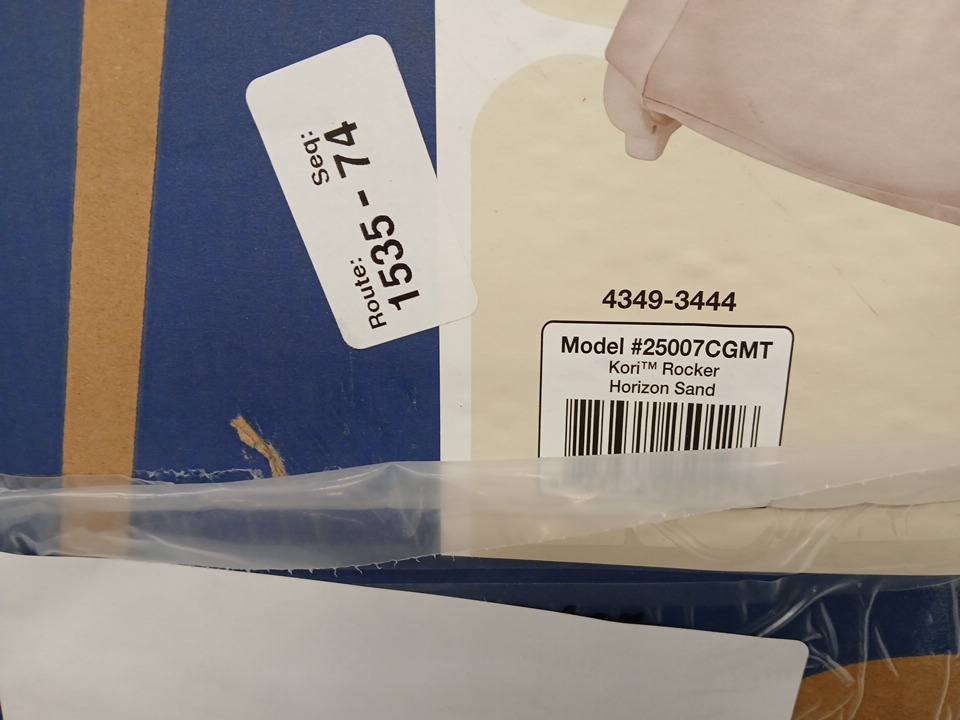 Route: Seq:
1535 - 74
4349-3444
Model #25007CGMT
Kori™ Rocker
Horizon Sand